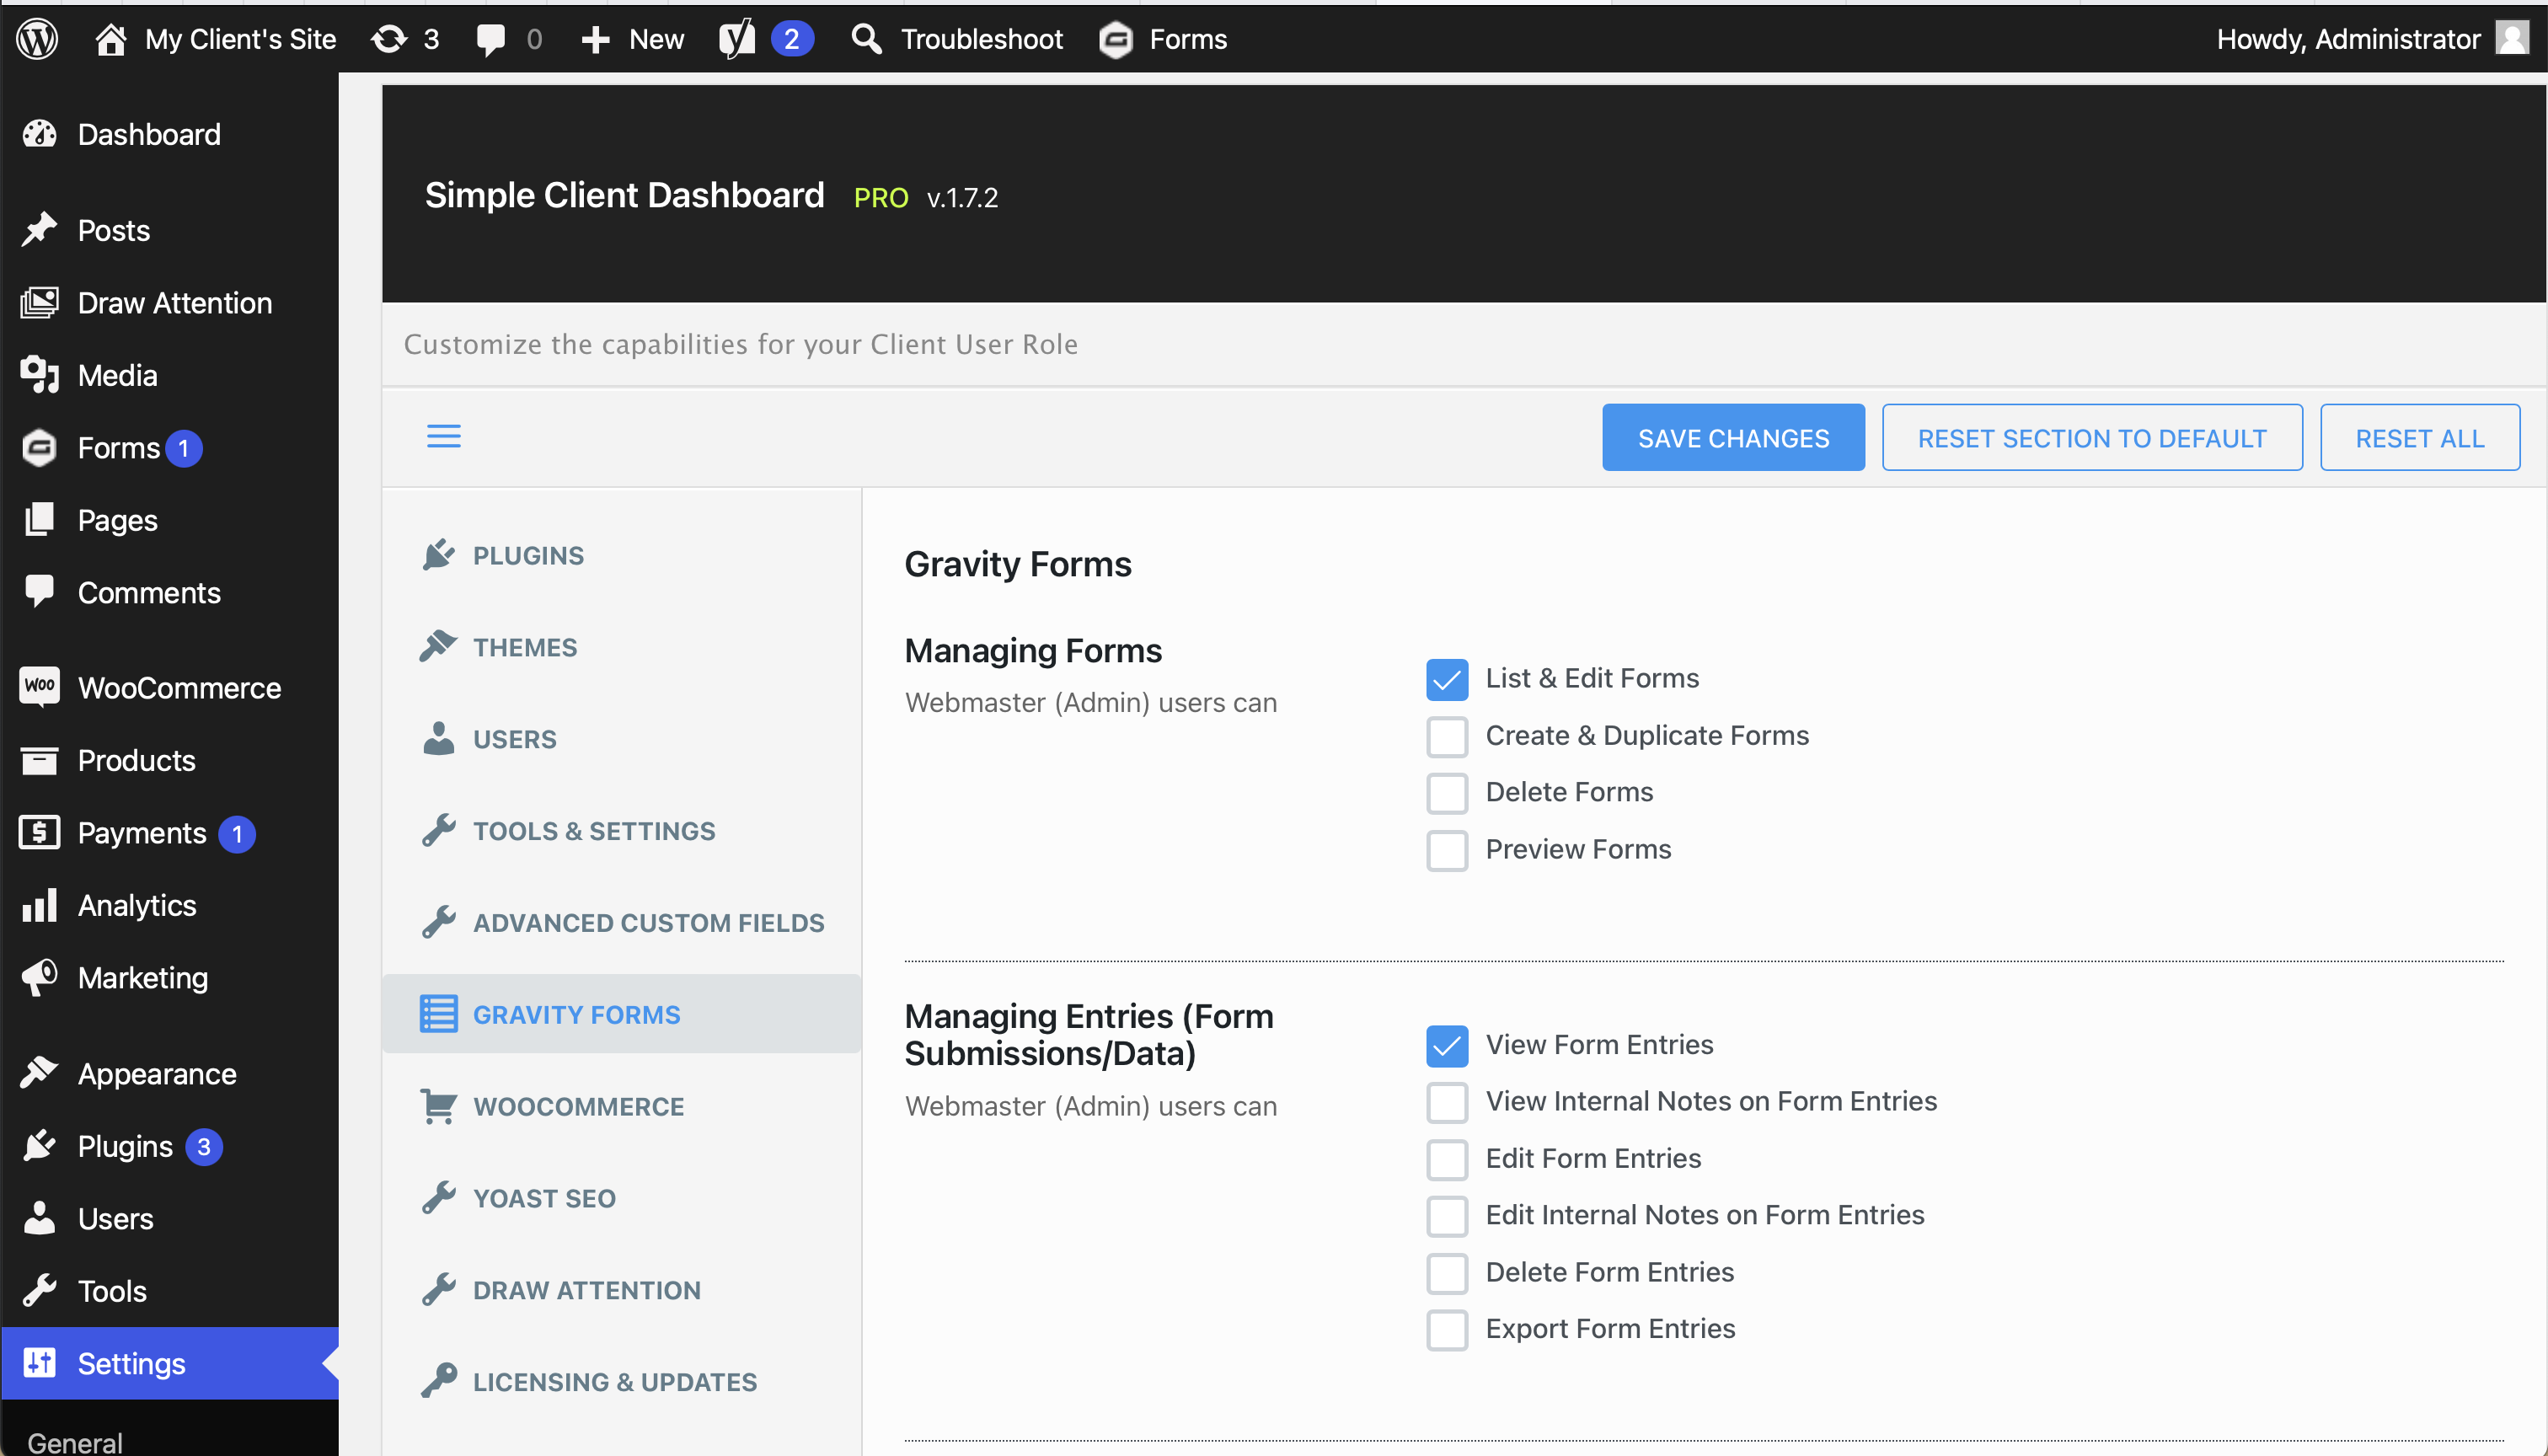 My Client's Site
3
0
New
2
Troubleshoot
Forms
Howdy, Administrator
Dashboard
Posts
Draw Attention
Media
Forms 1
Pages
Comments
Woo WooCommerce
Products
Payments 1
Analytics
Marketing
Appearance
Plugins 3
Users
Tools
Settings
General
Simple Client Dashboard PRO v.1.7.2
Customize the capabilities for your Client User Role
SAVE CHANGES
RESET SECTION TO DEFAULT
RESET ALL
PLUGINS
THEMES
USERS
TOOLS & SETTINGS
ADVANCED CUSTOM FIELDS
GRAVITY FORMS
WOOCOMMERCE
YOAST SEO
DRAW ATTENTION
LICENSING & UPDATES
Gravity Forms
Managing Forms
Webmaster (Admin) users can
List & Edit Forms
Create & Duplicate Forms
Delete Forms
Preview Forms
Managing Entries (Form
Submissions/Data)
Webmaster (Admin) users can
View Form Entries
View Internal Notes on Form Entries
Edit Form Entries
Edit Internal Notes on Form Entries
Delete Form Entries
Export Form Entries